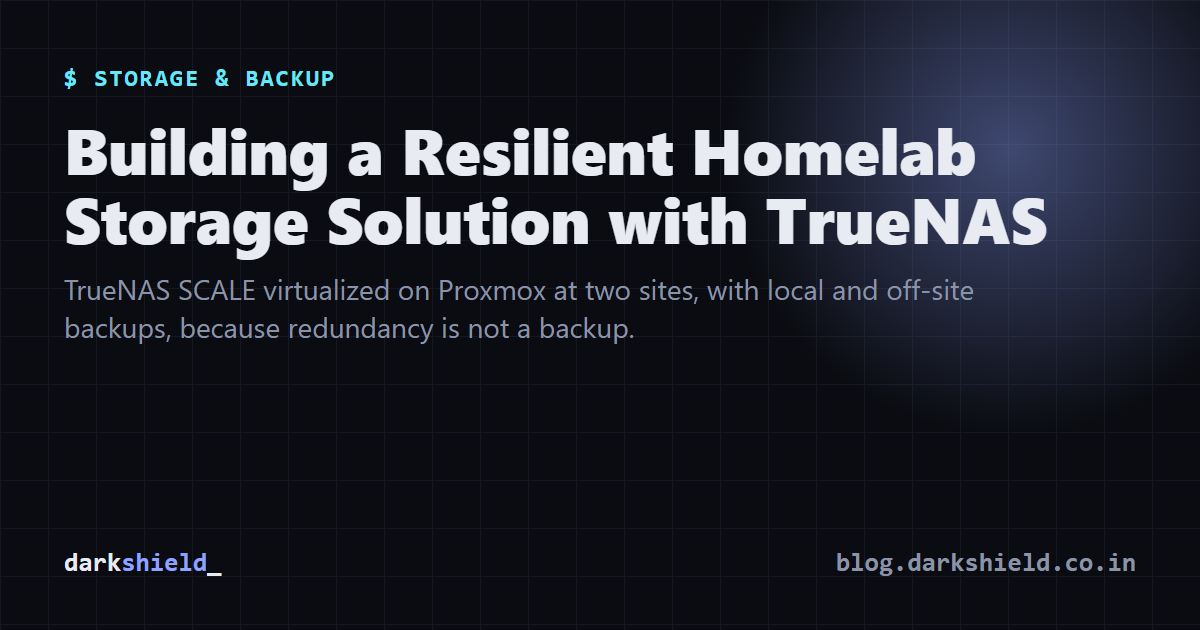 $ STORAGE & BACKUP
Building a Resilient Homelab
Storage Solution with TrueNAS
TrueNAS SCALE virtualized on Proxmox at two sites, with local and off-site
backups, because redundancy is not a backup.
darkshield_
blog.darkshield.co.in